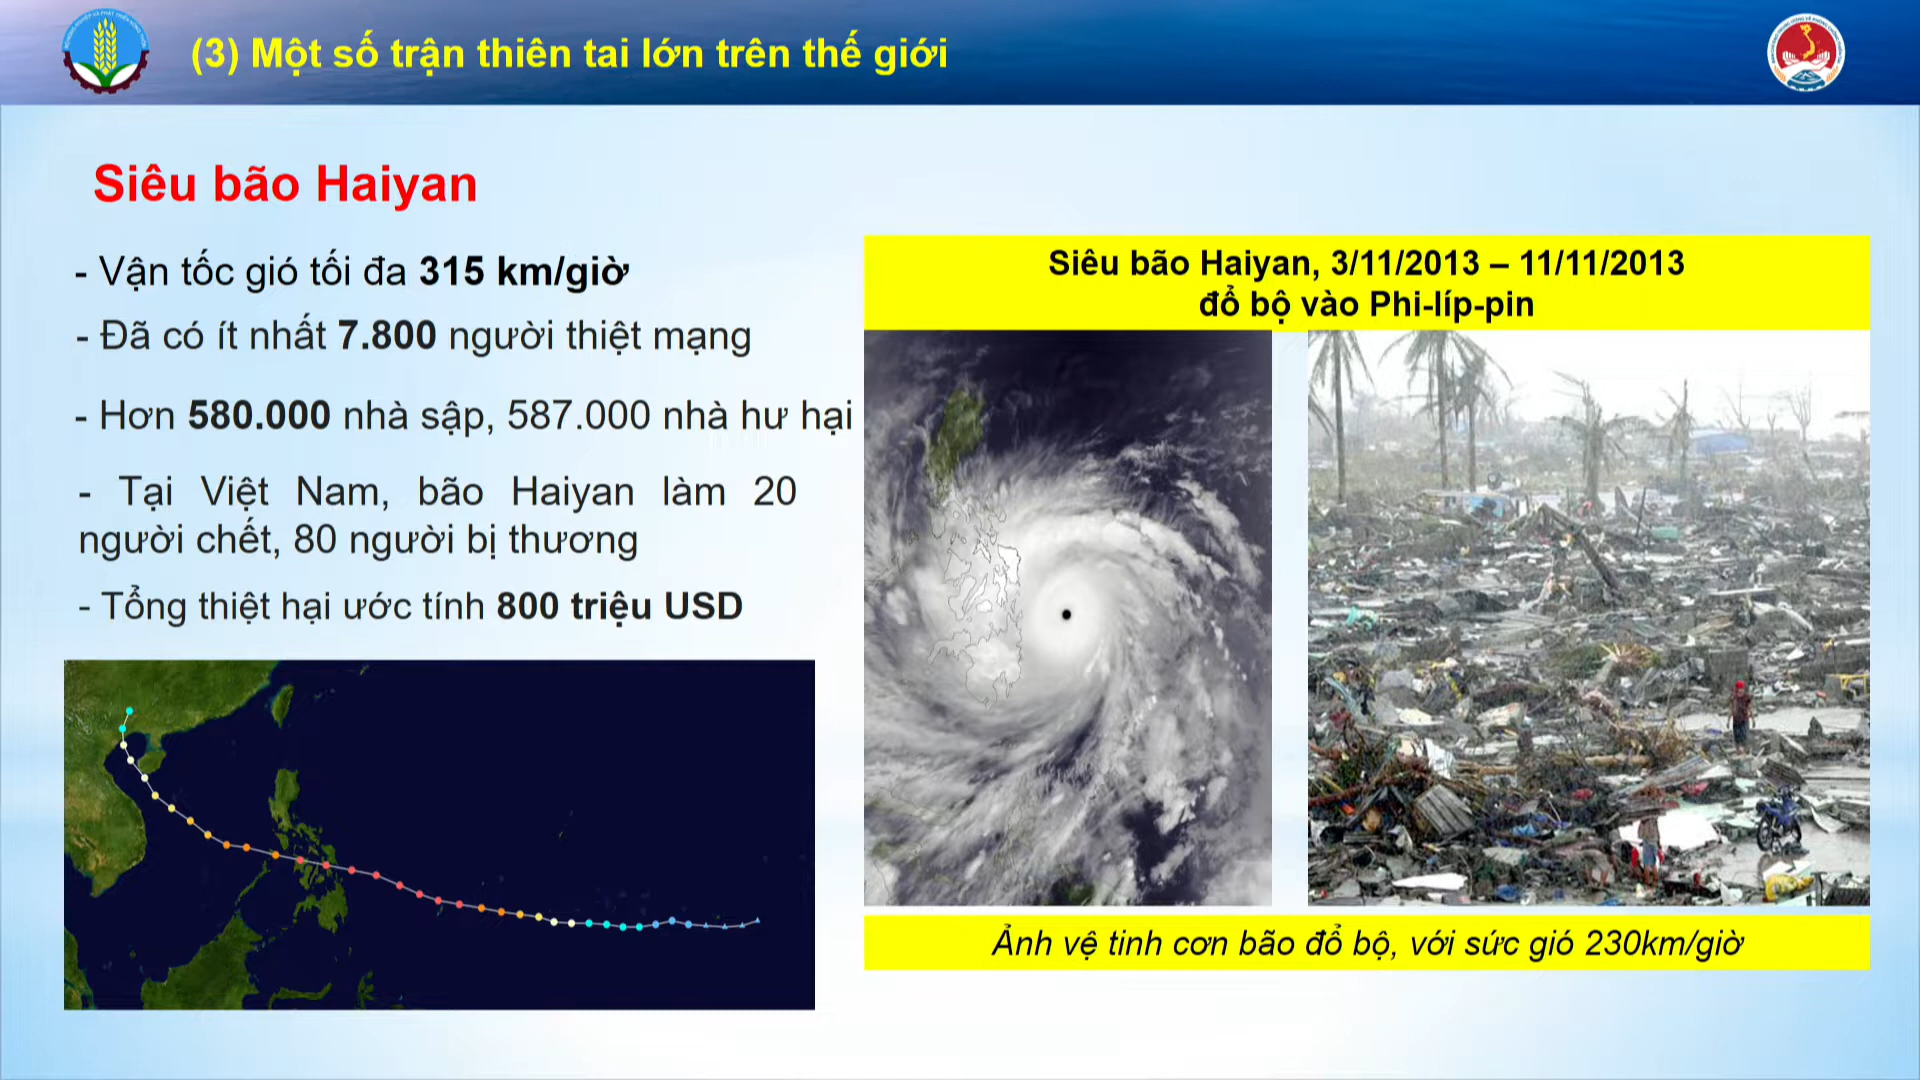 (3) Một số trận thiên tai lớn trên thế giới
Siêu bão Haiyan
- Vận tốc gió tối đa 315 km/giờ
- Đã có ít nhất 7.800 người thiệt mạng
- Hơn 580.000 nhà sập, 587.000 nhà hư hại
- Tại Việt Nam, bão Haiyan làm 20
người chết, 80 người bị thương
- Tổng thiệt hại ước tính 800 triệu USD
Siêu bão Haiyan, 3/11/2013 – 11/11/2013
đổ bộ vào Phi-líp-pin
Ảnh vệ tinh cơn bão đổ bộ, với sức gió 230km/giờ